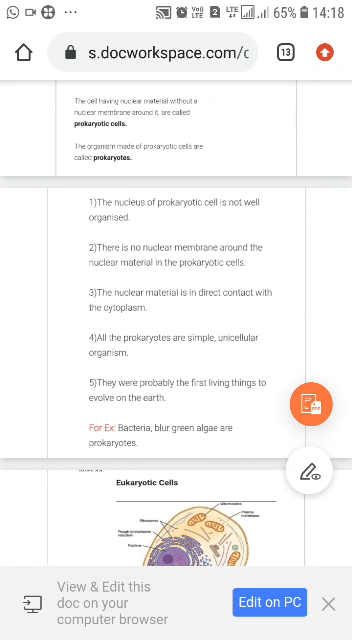 Vol)
LTE
2
LTE
65%
14:18
s.docworkspace.com/c
13
The cell having nuclear material without a
nuclear membrane around it, are called
prokaryotic cells.
The organism made of prokaryotic cells are
called prokaryotes.
1)The nucleus of prokaryotic cell is not well
organised.
2)There is no nuclear membrane around the
nuclear material in the prokaryotic cells.
3)The nuclear material is in direct contact with
the cytoplasm.
4)All the prokaryotes are simple, unicellular
organism.
5)They were probably the first living things to
evolve on the earth.
For Ex: Bacteria, blur green algae are
prokaryotes.
PDF
Eukaryotic Cells
Mitochondria
Plasma
membrane
Ribosomes
Rough endoplasmic
reticulum
Nucleus
View & Edit this
doc on your
computer browser
Edit on PC